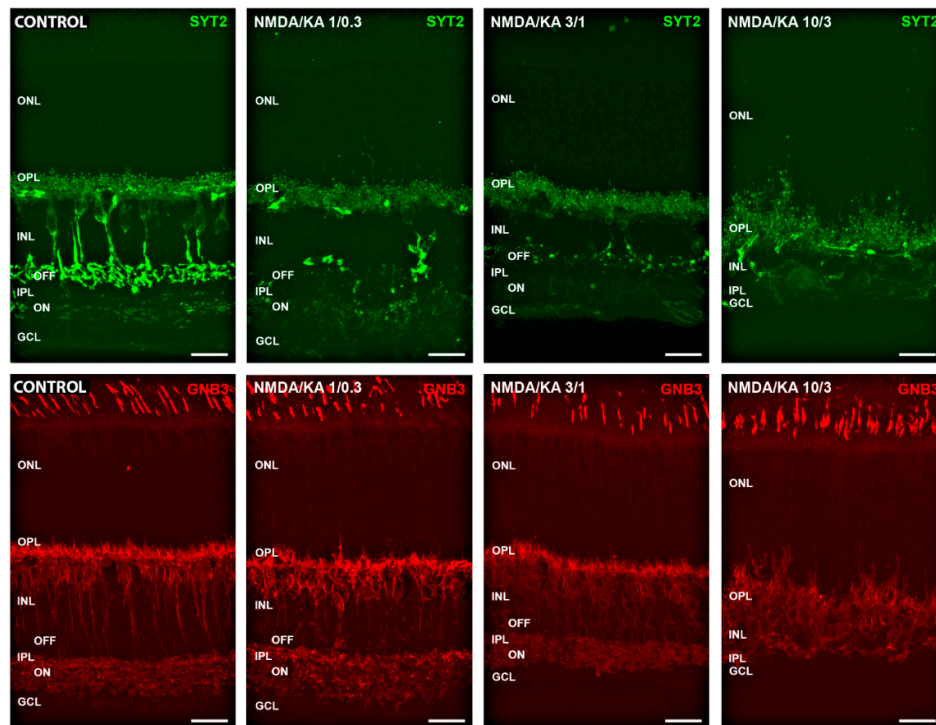 CONTROL SYT2
ONL
OPL
INL
OFF
IPL
ON
GCL
NMDA/KA 1/0.3 SYT2
ONL
OPL
INL
OFF
IPL
ON
GCL
NMDA/KA 3/1 SYT2
ONL
OPL
INL
OFF
IPL
ON
GCL
NMDA/KA 10/3 SYT2
ONL
OPL
INL
IPL
GCL
CONTROL GNB3
ONL
OPL
INL
OFF
IPL
ON
GCL
NMDA/KA 1/0.3 GNB3
ONL
OPL
INL
OFF
IPL
ON
GCL
NMDA/KA 3/1 GNB3
ONL
OPL
INL
OFF
IPL
ON
GCL
NMDA/KA 10/3 GNB3
ONL
OPL
INL
IPL
GCL